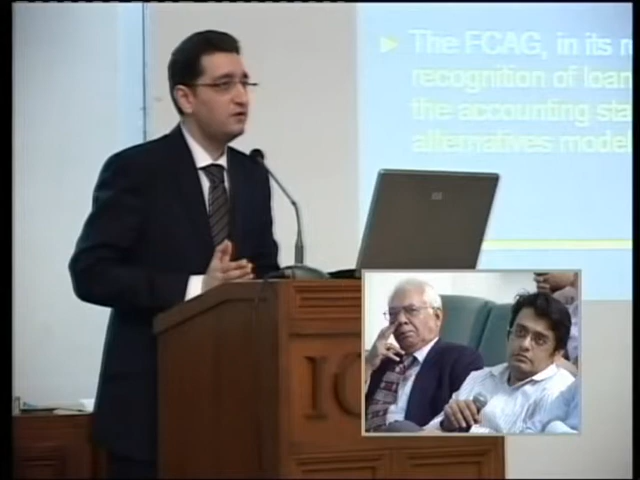 The FCAG, in its r
recognition of loan
the accounting sta
alternatives model
IC